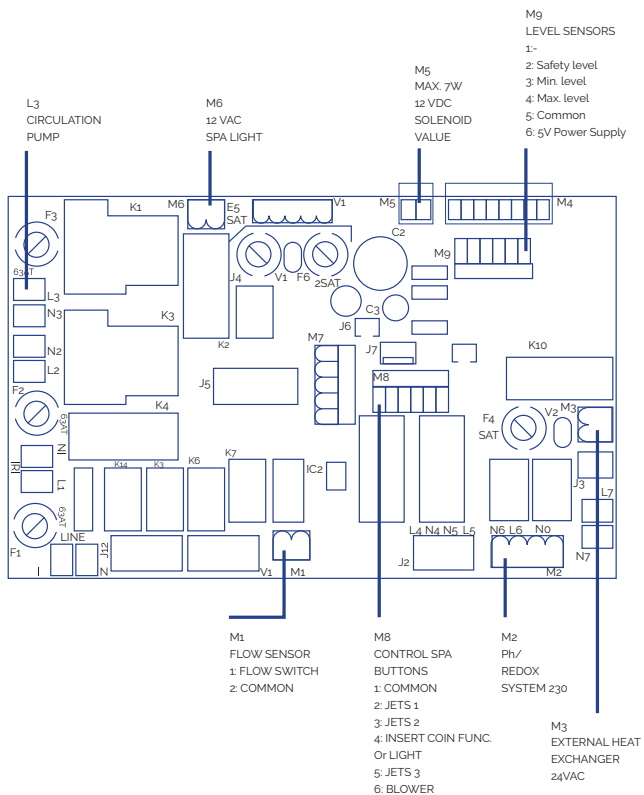 M9
LEVEL SENSORS
1:-
2: Safety level
3: Min. level
4: Max. level
5: Common
6: 5V Power Supply
M5
MAX. 7W
12 VDC
SOLENOID
VALUE
L3
CIRCULATION
PUMP
M6
12 VAC
SPA LIGHT
K1
M6
E5
SAT
V1
M5
M4
F3
C2
M9
63AT
J4
V1
F6
2SAT
L3
N3
K3
K2
C3
J6
M7
J7
N2
L2
K10
J5
M8
F2
63AT
K4
F4
SAT
V2
M3
N|
|R|
K14
K3
K6
K7
IC2
L1
J3
L7
63AT
LINE
F1
J12
L4 N4 N5 L5
N6 L6 N0
J2
N7
I
N
V1
M1
M2
M1
FLOW SENSOR
1: FLOW SWITCH
2: COMMON
M8
CONTROL SPA
BUTTONS
1: COMMON
2: JETS 1
3: JETS 2
4: INSERT COIN FUNC.
Or LIGHT
5: JETS 3
6: BLOWER
M2
Ph/
REDOX
SYSTEM 230
M3
EXTERNAL HEAT
EXCHANGER
24VAC